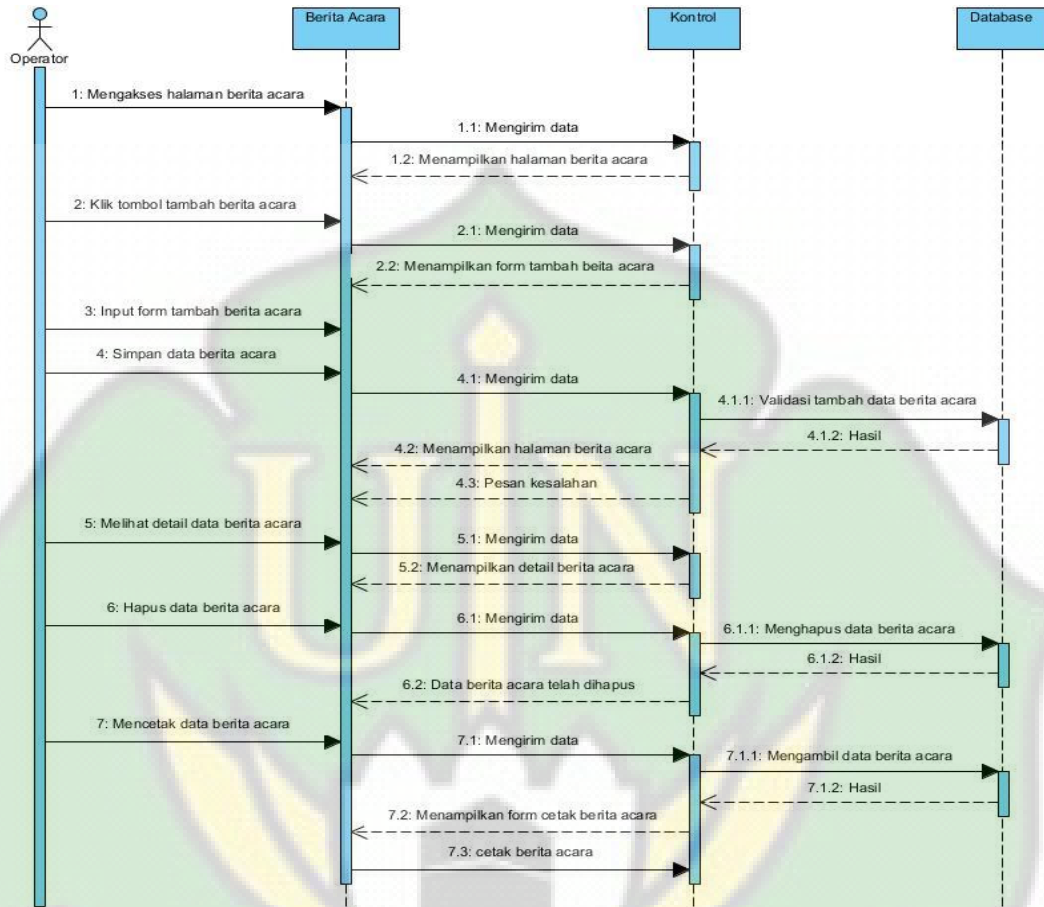 Berita Acara
Kontrol
Database
Operator
1: Mengakses halaman berita acara
1.1: Mengirim data
1.2: Menampilkan halaman berita acara
2: Klik tombol tambah berita acara
2.1: Mengirim data
2.2: Menampilkan form tambah beita acara
3: Input form tambah berita acara
4: Simpan data berita acara
4.1: Mengirim data
4.1.1: Validasi tambah data berita acara
4.1.2: Hasil
4.2: Menampilkan halaman berita acara
4.3: Pesan kesalahan
5: Melihat detail data berita acara
5.1: Mengirim data
5.2: Menampilkan detail berita acara
6: Hapus data berita acara
6.1: Mengirim data
6.1.1: Menghapus data berita acara
6.1.2: Hasil
6.2: Data berita acara telah dihapus
7: Mencetak data berita acara
7.1: Mengirim data
7.1.1: Mengambil data berita acara
7.1.2: Hasil
7.2: Menampilkan form cetak berita acara
7.3: cetak berita acara
UIN